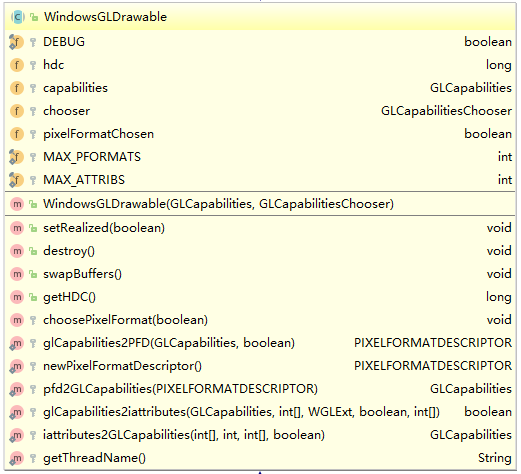 WindowsGLDrawable
DEBUG boolean
hdc long
capabilities GLCapabilities
chooser GLCapabilitiesChooser
pixelFormatChosen boolean
MAX_PFORMATS int
MAX_ATTRIBS int
WindowsGLDrawable(GLCapabilities, GLCapabilitiesChooser)
setRealized(boolean) void
destroy() void
swapBuffers() void
getHDC() long
choosePixelFormat(boolean) void
glCapabilities2PFD(GLCapabilities, boolean) PIXELFORMATDESCRIPTOR
newPixelFormatDescriptor() PIXELFORMATDESCRIPTOR
pfd2GLCapabilities(PIXELFORMATDESCRIPTOR) GLCapabilities
glCapabilities2iattributes(GLCapabilities, int[], WGLExt, boolean, int[]) boolean
iattributes2GLCapabilities(int[], int, int[], boolean) GLCapabilities
getThreadName() String